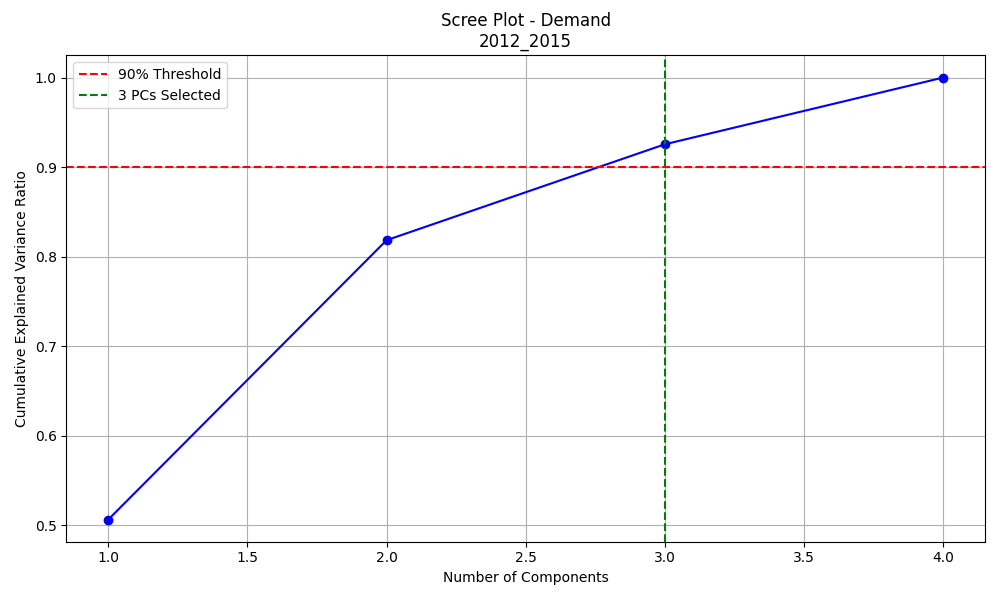 Scree Plot - Demand
2012_2015
90% Threshold
3 PCs Selected
1.0
0.9
0.8
0.7
0.6
0.5
Cumulative Explained Variance Ratio
1.0 1.5 2.0 2.5 3.0 3.5 4.0
Number of Components